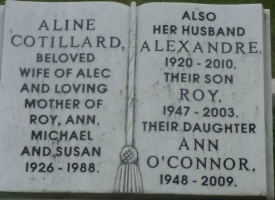 ALINE
COTILLARD,
BELOVED
WIFE OF ALEC
AND LOVING
MOTHER OF
ROY, ANN,
MICHAEL
AND SUSAN
1926-1988.
ALSO
HER HUSBAND
ALEXANDRE,
1920-2010.
THEIR SON
ROY,
1947-2003.
THEIR DAUGHTER
ANN
O'CONNOR,
1948-2009.